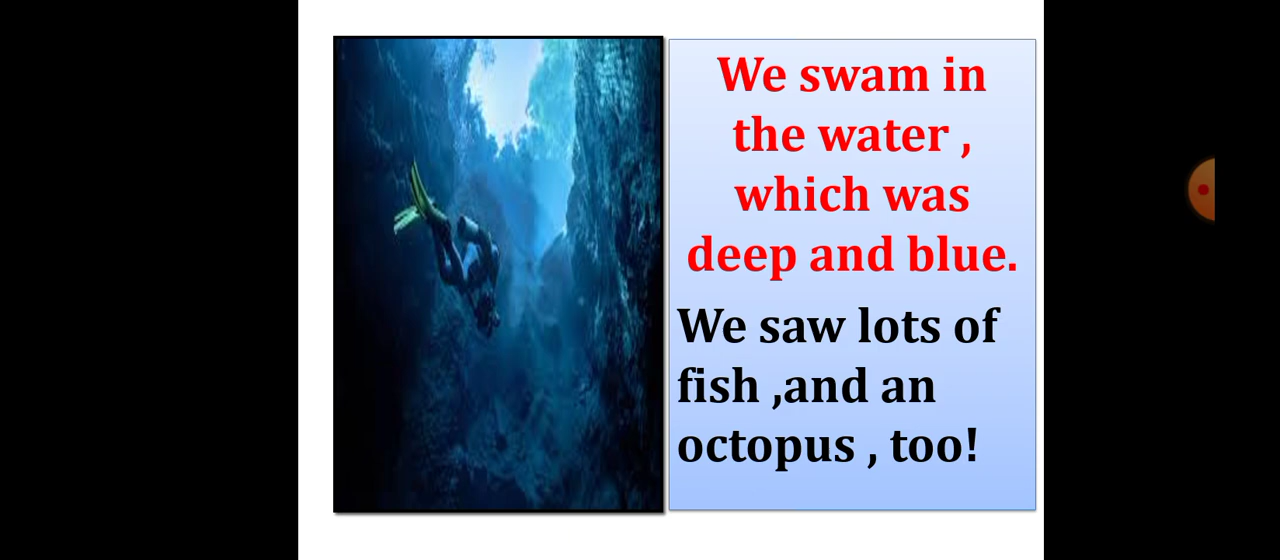 We swam in
the water ,
which was
deep and blue.
We saw lots of
fish ,and an
octopus , too!